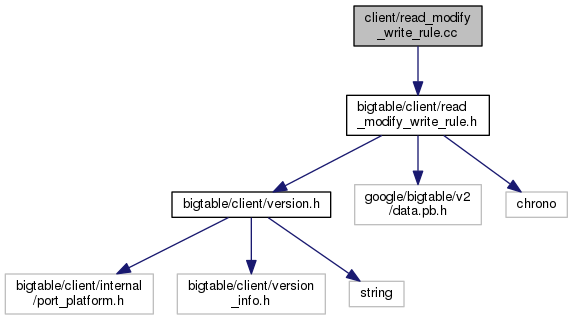 client/read_modify
_write_rule.cc
bigtable/client/read
_modify_write_rule.h
bigtable/client/version.h
google/bigtable/v2
/data.pb.h
chrono
bigtable/client/internal
/port_platform.h
bigtable/client/version
_info.h
string